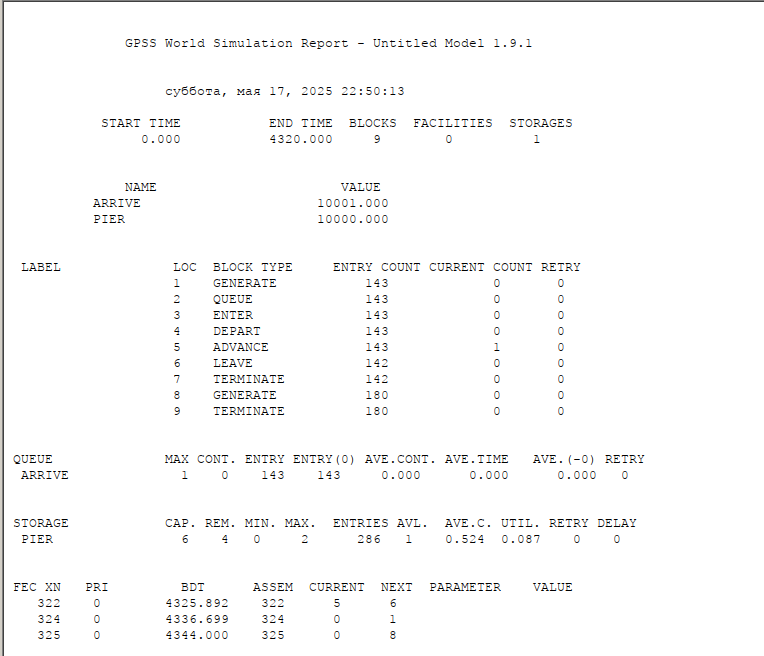 GPSS World Simulation Report - Untitled Model 1.9.1
суббота, мая 17, 2025 22:50:13
START TIME END TIME BLOCKS FACILITIES STORAGES
0.000 4320.000 9 0 1
NAME VALUE
ARRIVE 10001.000
PIER 10000.000
LABEL LOC BLOCK TYPE ENTRY COUNT CURRENT COUNT RETRY
1 GENERATE 143 0 0
2 QUEUE 143 0 0
3 ENTER 143 0 0
4 DEPART 143 0 0
5 ADVANCE 143 1 0
6 LEAVE 142 0 0
7 TERMINATE 142 0 0
8 GENERATE 180 0 0
9 TERMINATE 180 0 0
QUEUE MAX CONT. ENTRY ENTRY(0) AVE.CONT. AVE.TIME AVE.(-0) RETRY
ARRIVE 1 0 143 143 0.000 0.000 0.000 0
STORAGE CAP. REM. MIN. MAX. ENTRIES AVL. AVE.C. UTIL. RETRY DELAY
PIER 6 4 0 2 286 1 0.524 0.087 0 0
FEC XN PRI BDT ASSEM CURRENT NEXT PARAMETER VALUE
322 0 4325.892 322 5 6
324 0 4336.699 324 0 1
325 0 4344.000 325 0 8